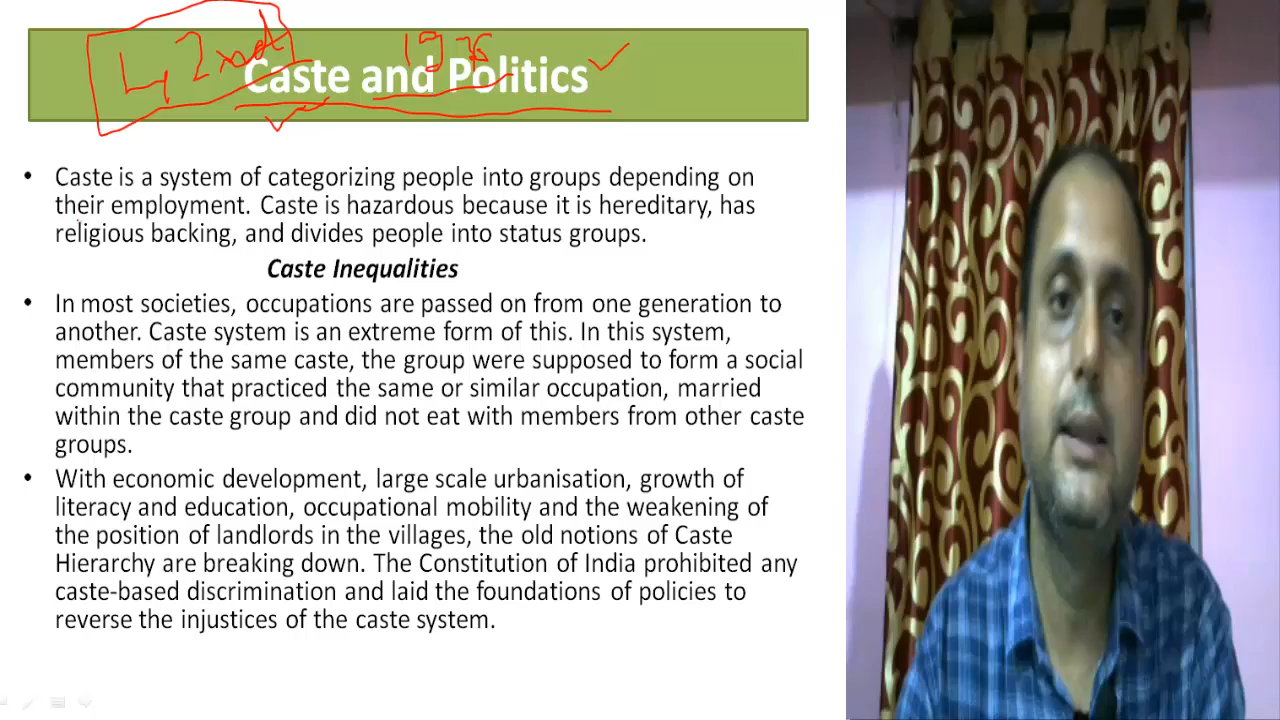 1936
Caste and Politics
• Caste is a system of categorizing people into groups depending on
their employment. Caste is hazardous because it is hereditary, has
religious backing, and divides people into status groups.
Caste Inequalities
• In most societies, occupations are passed on from one generation to
another. Caste system is an extreme form of this. In this system,
members of the same caste, the group were supposed to form a social
community that practiced the same or similar occupation, married
within the caste group and did not eat with members from other caste
groups.
• With economic development, large scale urbanisation, growth of
literacy and education, occupational mobility and the weakening of
the position of landlords in the villages, the old notions of Caste
Hierarchy are breaking down. The Constitution of India prohibited any
caste-based discrimination and laid the foundations of policies to
reverse the injustices of the caste system.